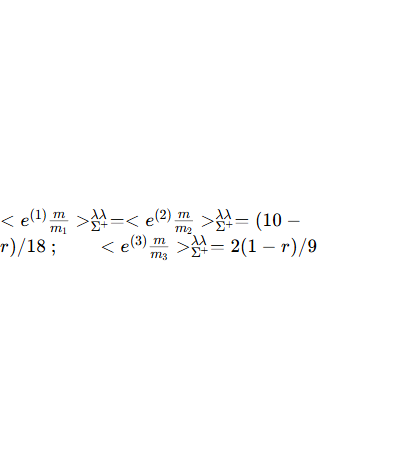 $< e^{(1)} \frac{m}{m_1} >^{\lambda\lambda}_{\Sigma^+} = < e^{(2)} \frac{m}{m_2} >^{\lambda\lambda}_{\Sigma^+} = (10 -$
$r)/18 \; ; \qquad < e^{(3)} \frac{m}{m_3} >^{\lambda\lambda}_{\Sigma^+} = 2(1 - r)/9$